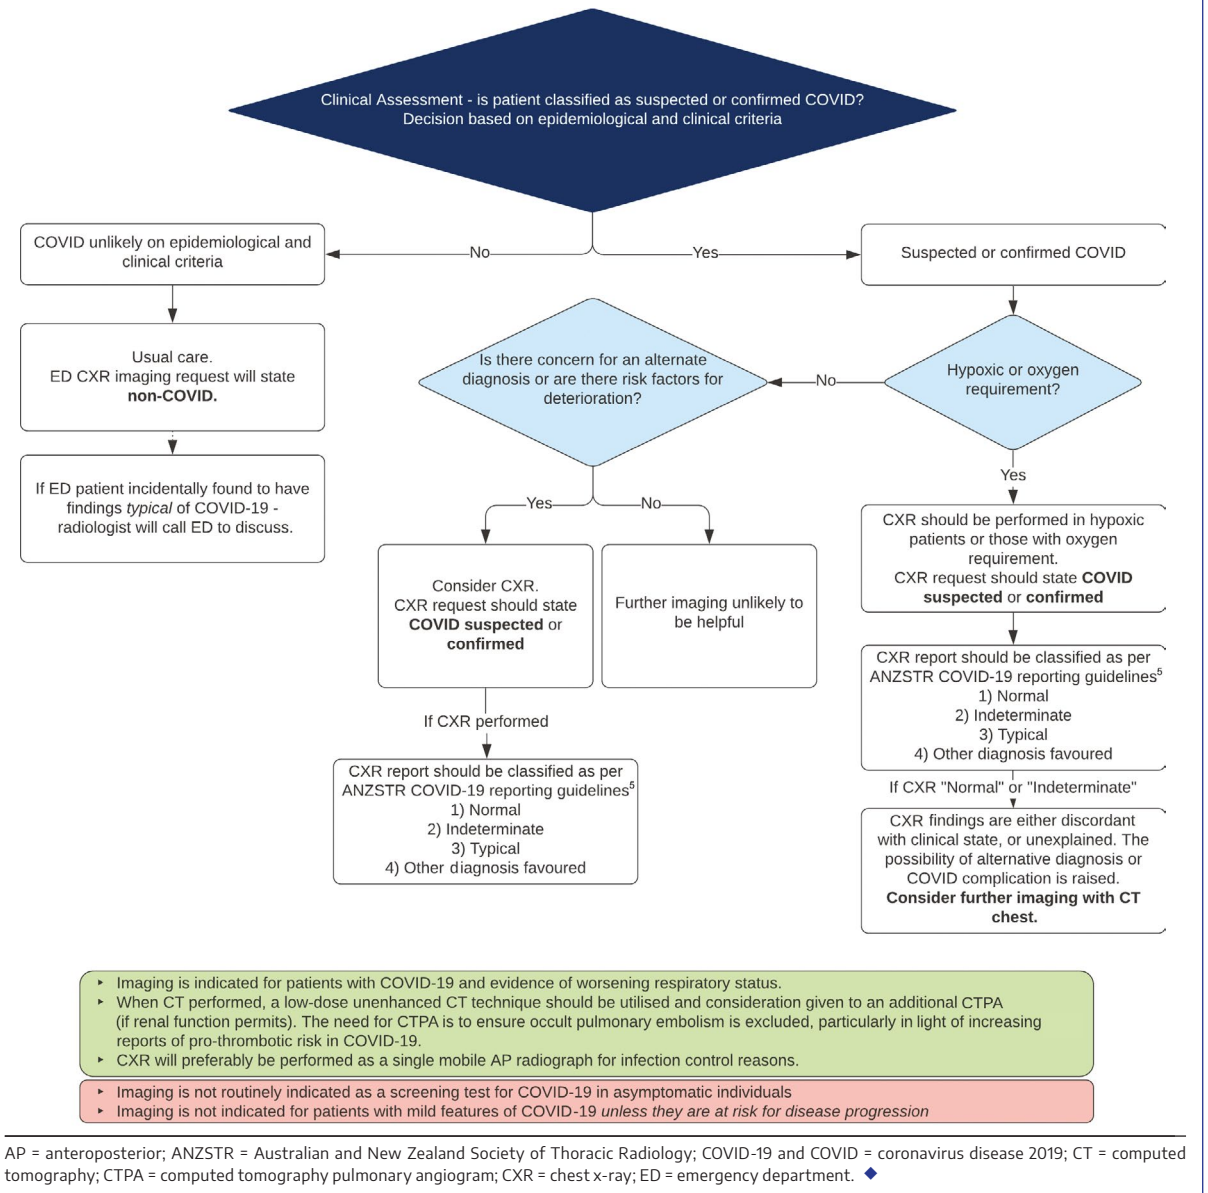 Clinical Assessment - is patient classified as suspected or confirmed COVID?
Decision based on epidemiological and clinical criteria
No
Yes
COVID unlikely on epidemiological and
clinical criteria
Suspected or confirmed COVID
Usual care.
ED CXR imaging request will state
non-COVID.
If ED patient incidentally found to have
findings typical of COVID-19 -
radiologist will call ED to discuss.
Hypoxic or oxygen
requirement?
No
Is there concern for an alternate
diagnosis or are there risk factors for
deterioration?
Yes
No
Consider CXR.
CXR request should state
COVID suspected or
confirmed
Further imaging unlikely to
be helpful
If CXR performed
CXR report should be classified as per
ANZSTR COVID-19 reporting guidelines⁵
1) Normal
2) Indeterminate
3) Typical
4) Other diagnosis favoured
Yes
CXR should be performed in hypoxic
patients or those with oxygen
requirement.
CXR request should state COVID
suspected or confirmed
CXR report should be classified as per
ANZSTR COVID-19 reporting guidelines⁵
1) Normal
2) Indeterminate
3) Typical
4) Other diagnosis favoured
If CXR "Normal" or "Indeterminate"
CXR findings are either discordant
with clinical state, or unexplained. The
possibility of alternative diagnosis or
COVID complication is raised.
Consider further imaging with CT
chest.
‣ Imaging is indicated for patients with COVID-19 and evidence of worsening respiratory status.
‣ When CT performed, a low-dose unenhanced CT technique should be utilised and consideration given to an additional CTPA
(if renal function permits). The need for CTPA is to ensure occult pulmonary embolism is excluded, particularly in light of increasing
reports of pro-thrombotic risk in COVID-19.
‣ CXR will preferably be performed as a single mobile AP radiograph for infection control reasons.
‣ Imaging is not routinely indicated as a screening test for COVID-19 in asymptomatic individuals
‣ Imaging is not indicated for patients with mild features of COVID-19 unless they are at risk for disease progression
AP = anteroposterior; ANZSTR = Australian and New Zealand Society of Thoracic Radiology; COVID-19 and COVID = coronavirus disease 2019; CT = computed
tomography; CTPA = computed tomography pulmonary angiogram; CXR = chest x-ray; ED = emergency department. ◆